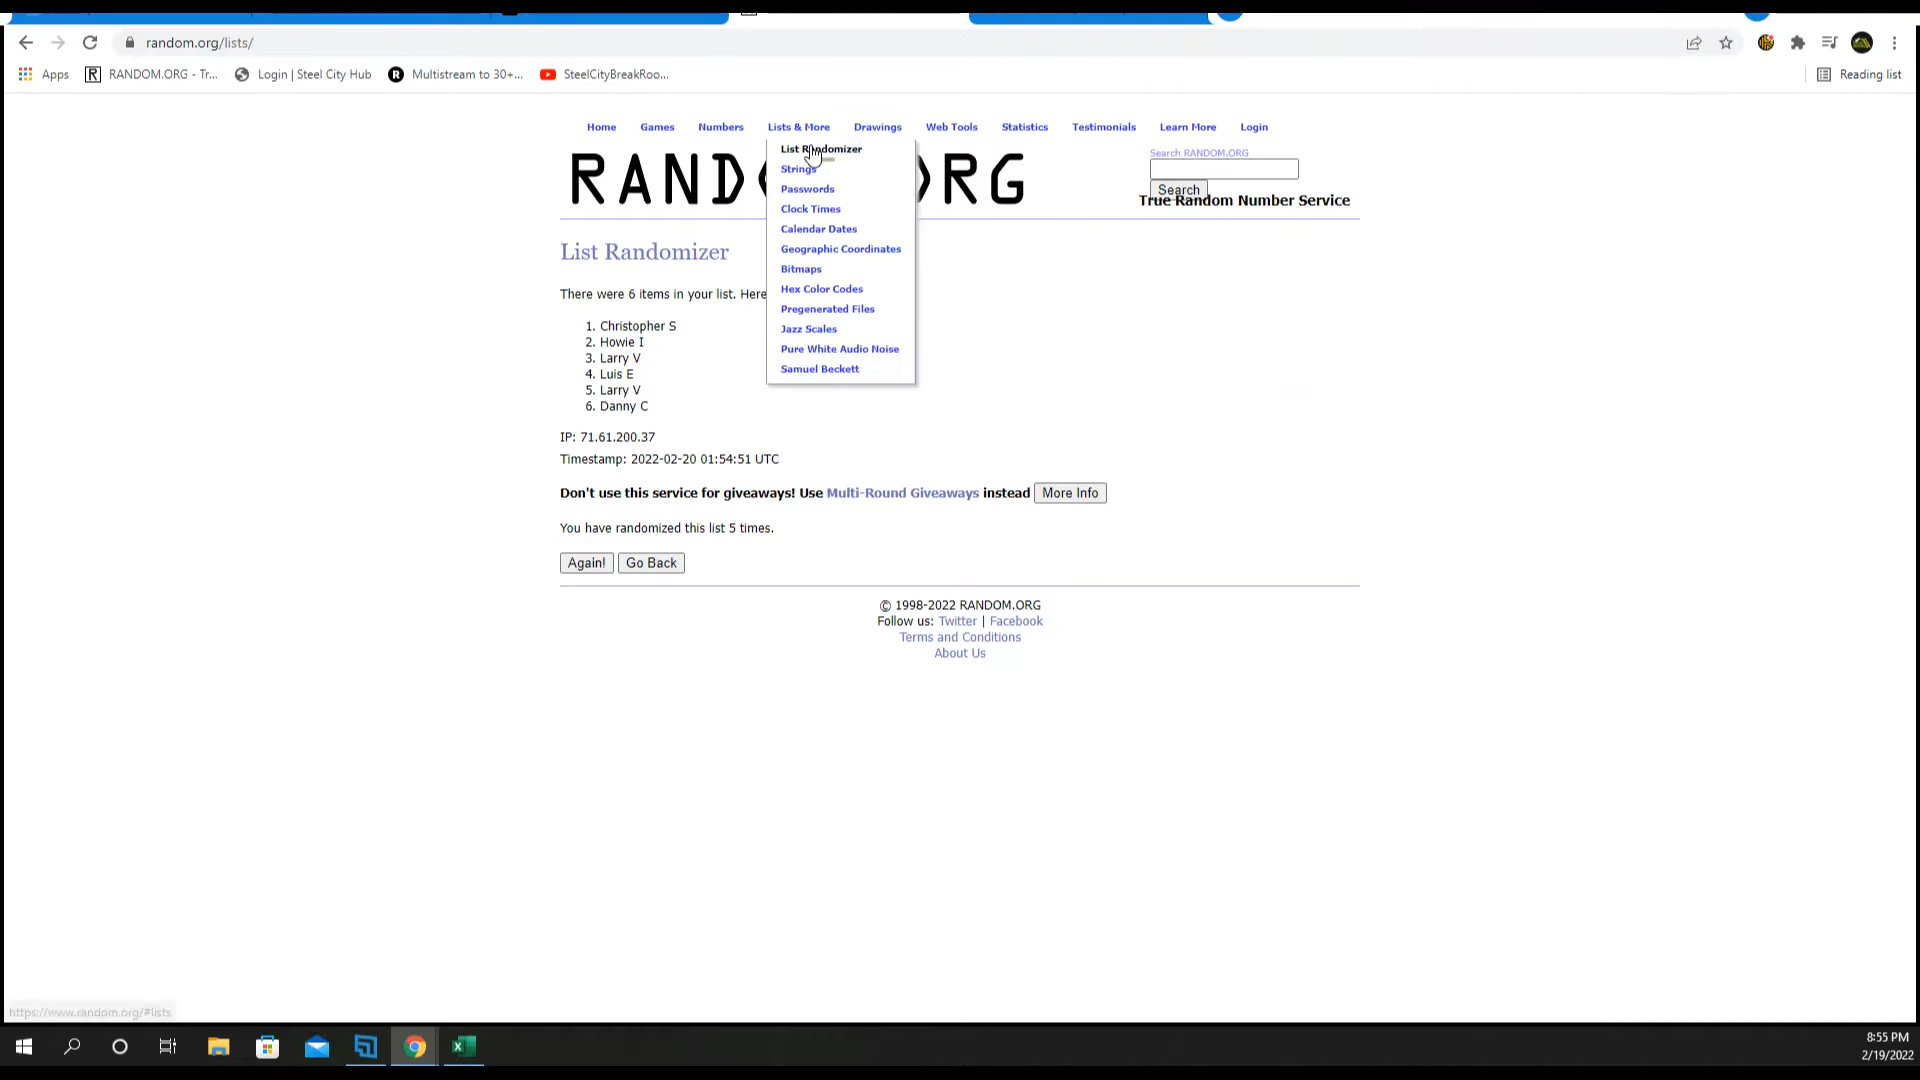 random.org/lists/
Apps RANDOM.ORG - Tr... Login | Steel City Hub Multistream to 30+... SteelCityBreakRoo... Reading list
Home Games Numbers Lists & More Drawings Web Tools Statistics Testimonials Learn More Login
List Randomizer
Strings
Passwords
Clock Times
Calendar Dates
Geographic Coordinates
Bitmaps
Hex Color Codes
Pregenerated Files
Jazz Scales
Pure White Audio Noise
Samuel Beckett
RAND RG
Search RANDOM.ORG
Search
True Random Number Service
List Randomizer
There were 6 items in your list. Here
1. Christopher S
2. Howie I
3. Larry V
4. Luis E
5. Larry V
6. Danny C
IP: 71.61.200.37
Timestamp: 2022-02-20 01:54:51 UTC
Don't use this service for giveaways! Use Multi-Round Giveaways instead More Info
You have randomized this list 5 times.
Again! Go Back
© 1998-2022 RANDOM.ORG
Follow us: Twitter | Facebook
Terms and Conditions
About Us
https://www.random.org/#lists
8:55 PM
2/19/2022